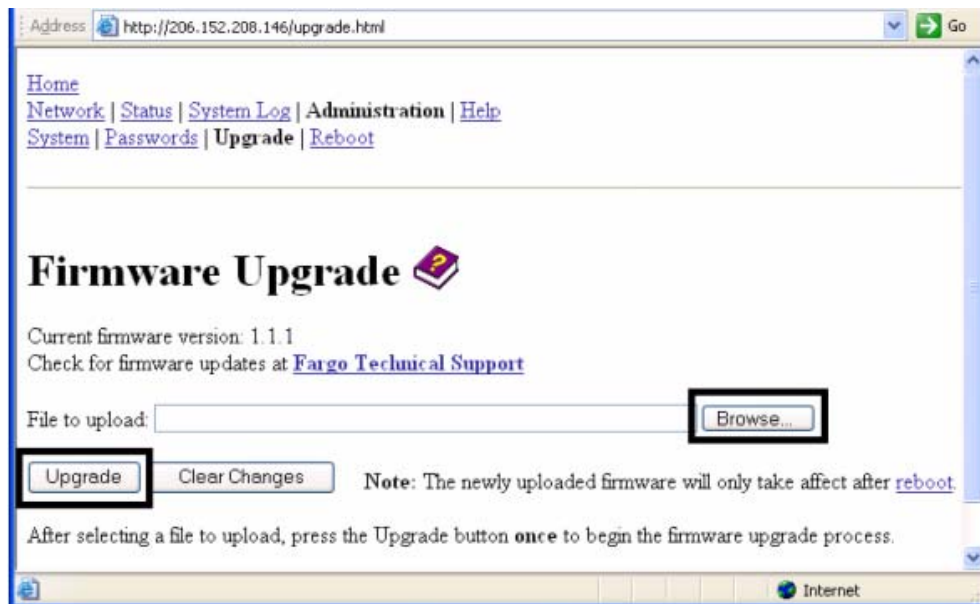 Address http://206.152.208.146/upgrade.html Go
Home
Network | Status | System Log | Administration | Help
System | Passwords | Upgrade | Reboot
Firmware Upgrade
Current firmware version: 1.1.1
Check for firmware updates at Fargo Technical Support
File to upload: Browse...
Upgrade Clear Changes Note: The newly uploaded firmware will only take affect after reboot.
After selecting a file to upload, press the Upgrade button once to begin the firmware upgrade process.
Internet